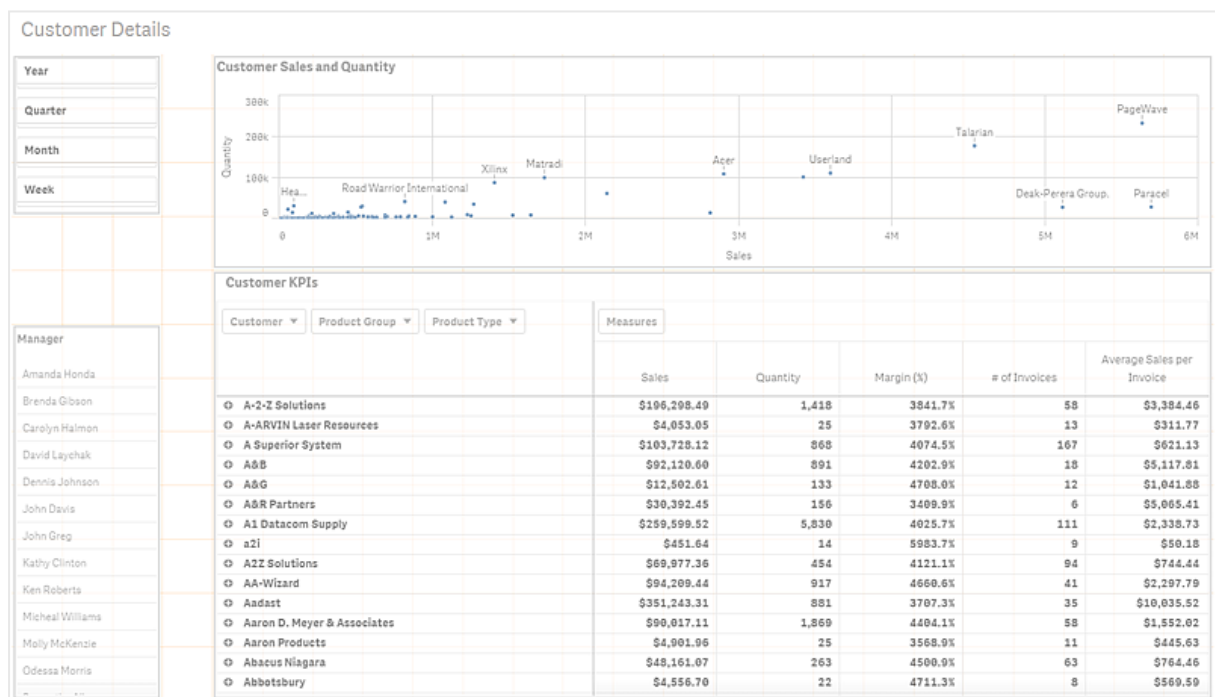 Customer Details
Year
Quarter
Month
Week
Customer Sales and Quantity
300k
200k
100k
0
Quantity
PageWave
Talarian
Acer
Userland
Xilinx
Matradi
Hea...
Road Warrior International
Deak-Perera Group.
Paracel
0 1M 2M 3M 4M 5M 6M
Sales
Manager
Amanda Honda
Brenda Gibson
Carolyn Halmon
David Laychak
Dennis Johnson
John Davis
John Greg
Kathy Clinton
Ken Roberts
Micheal Williams
Molly McKenzie
Odessa Morris
Customer KPIs
Customer Product Group Product Type Measures
Sales Quantity Margin (%) # of Invoices Average Sales per Invoice
A-2-Z Solutions $196,298.49 1,418 3841.7% 58 $3,384.46
A-ARVIN Laser Resources $4,053.05 25 3792.6% 13 $311.77
A Superior System $103,728.12 868 4074.5% 167 $621.13
A&B $92,120.60 891 4202.9% 18 $5,117.81
A&G $12,502.61 133 4708.0% 12 $1,041.88
A&R Partners $30,392.45 156 3409.9% 6 $5,065.41
A1 Datacom Supply $259,599.52 5,830 4025.7% 111 $2,338.73
a2i $451.64 14 5983.7% 9 $50.18
A2Z Solutions $69,977.36 454 4121.1% 94 $744.44
AA-Wizard $94,209.44 917 4660.6% 41 $2,297.79
Aadast $351,243.31 881 3707.3% 35 $10,035.52
Aaron D. Meyer & Associates $90,017.11 1,869 4404.1% 58 $1,552.02
Aaron Products $4,901.96 25 3568.9% 11 $445.63
Abacus Niagara $48,161.07 263 4500.9% 63 $764.46
Abbotsbury $4,556.70 22 4711.3% 8 $569.59